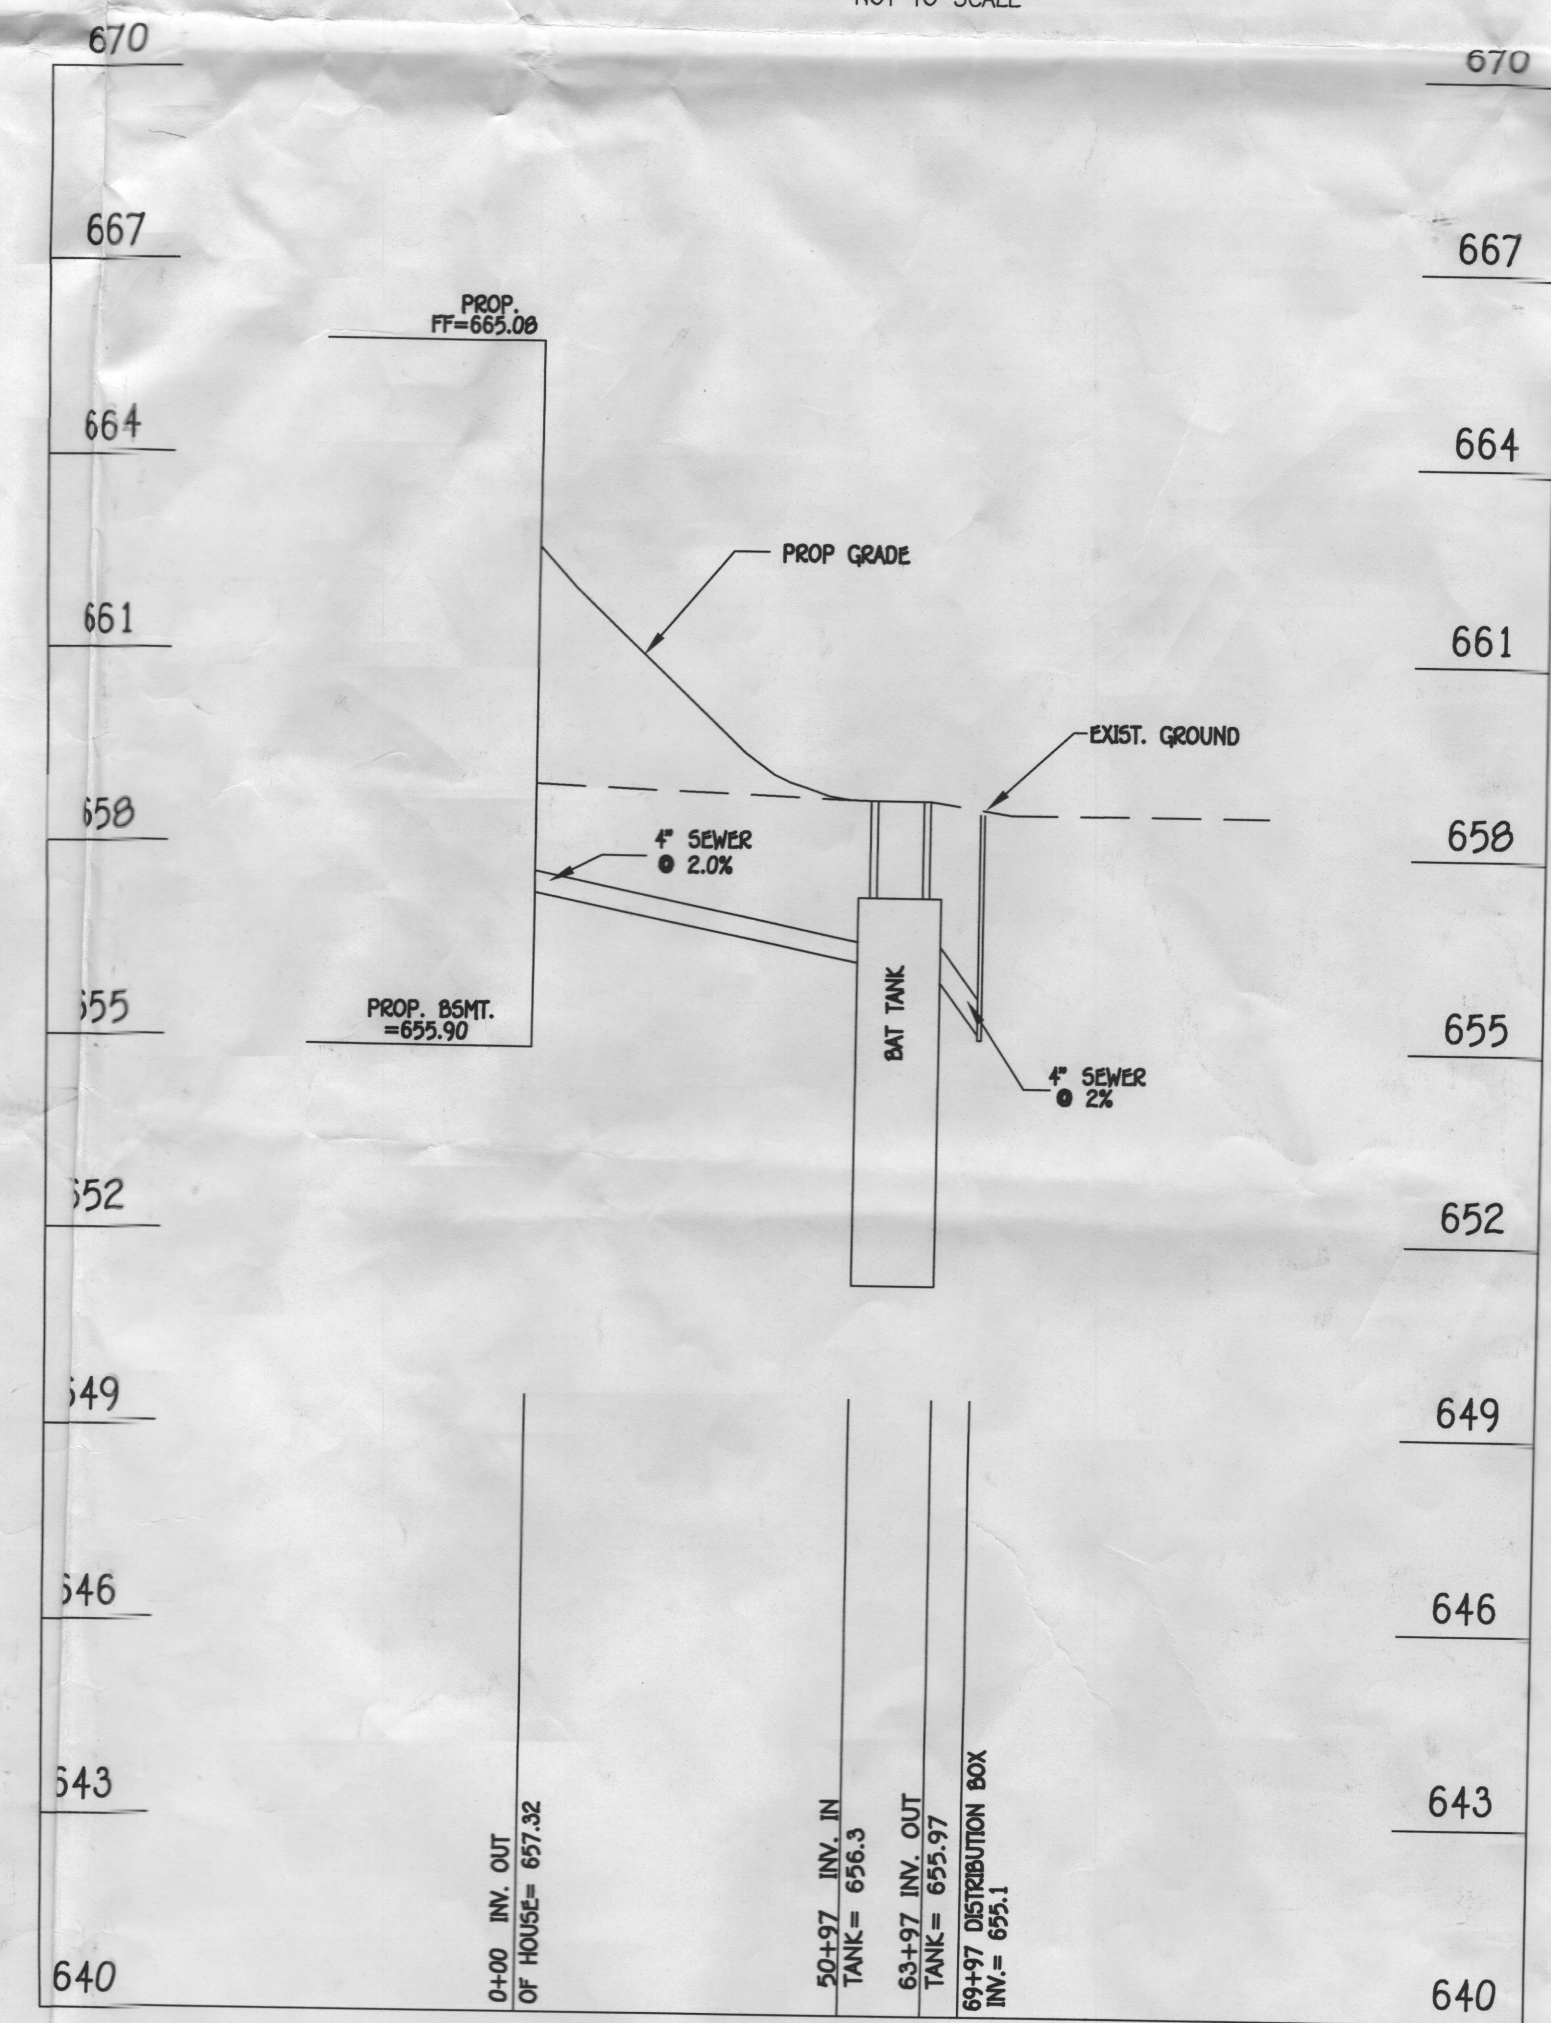 NOT TO SCALE
670
670
667
667
PROP.
FF=665.08
664
664
PROP GRADE
661
661
EXIST. GROUND
658
658
4" SEWER
@ 2.0%
BAT TANK
655
655
PROP. BSMT.
=655.90
4" SEWER
@ 2%
652
652
649
649
646
646
643
643
0+00 INV. OUT
OF HOUSE= 657.32
50+97 INV. IN
TANK= 656.3
63+97 INV. OUT
TANK= 655.97
69+97 DISTRIBUTION BOX
INV.= 655.1
640
640